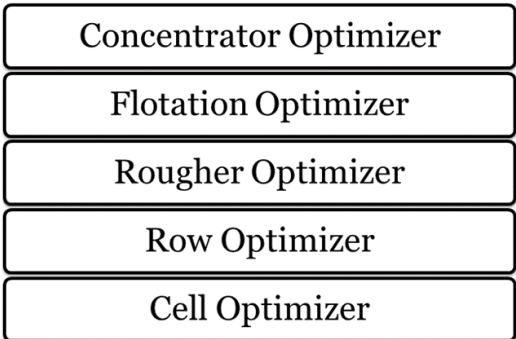 Concentrator Optimizer
Flotation Optimizer
Rougher Optimizer
Row Optimizer
Cell Optimizer